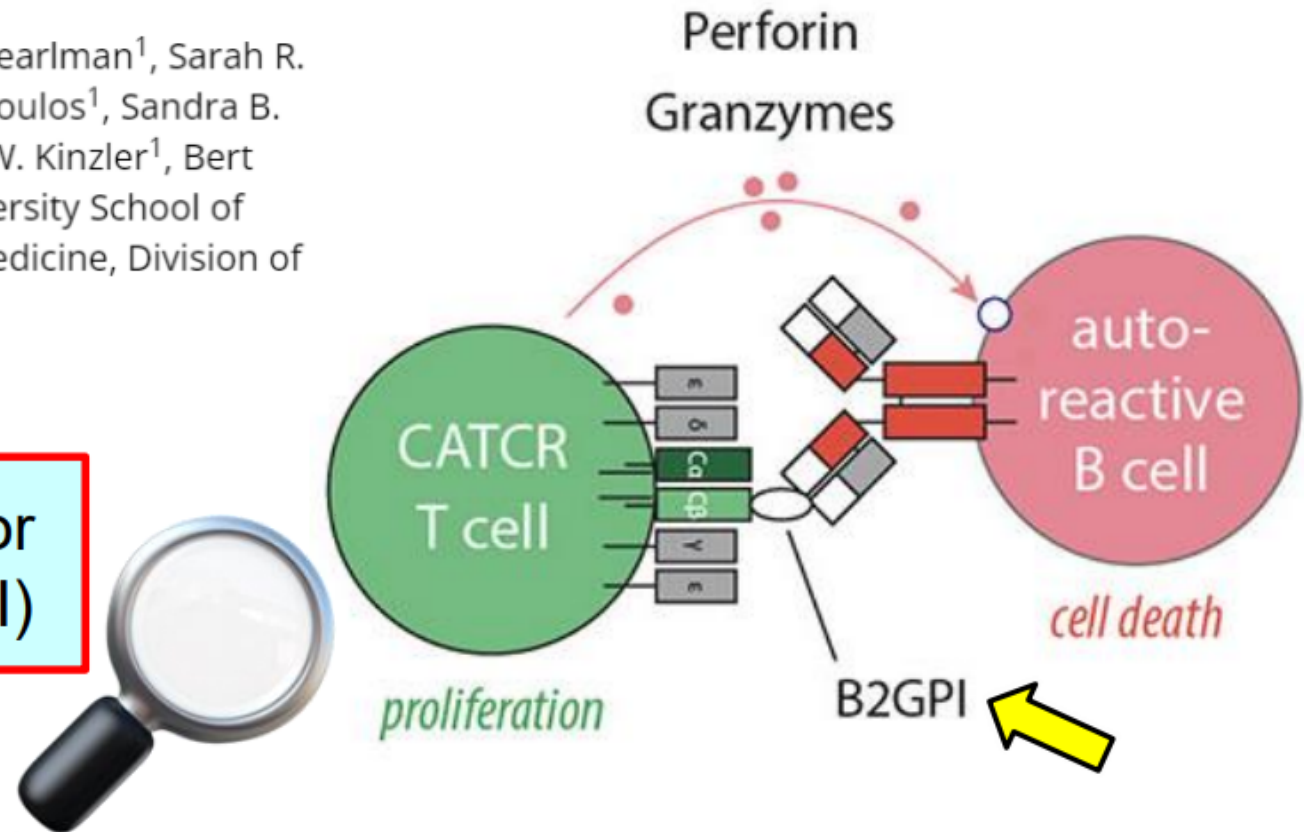 earlman¹, Sarah R.
oulos¹, Sandra B.
W. Kinzler¹, Bert
ersity School of
edicine, Division of
or
l)
Perforin
Granzymes
CATCR
T cell
ε
δ
Cα
Cβ
γ
ε
auto-
reactive
B cell
proliferation
cell death
B2GPI